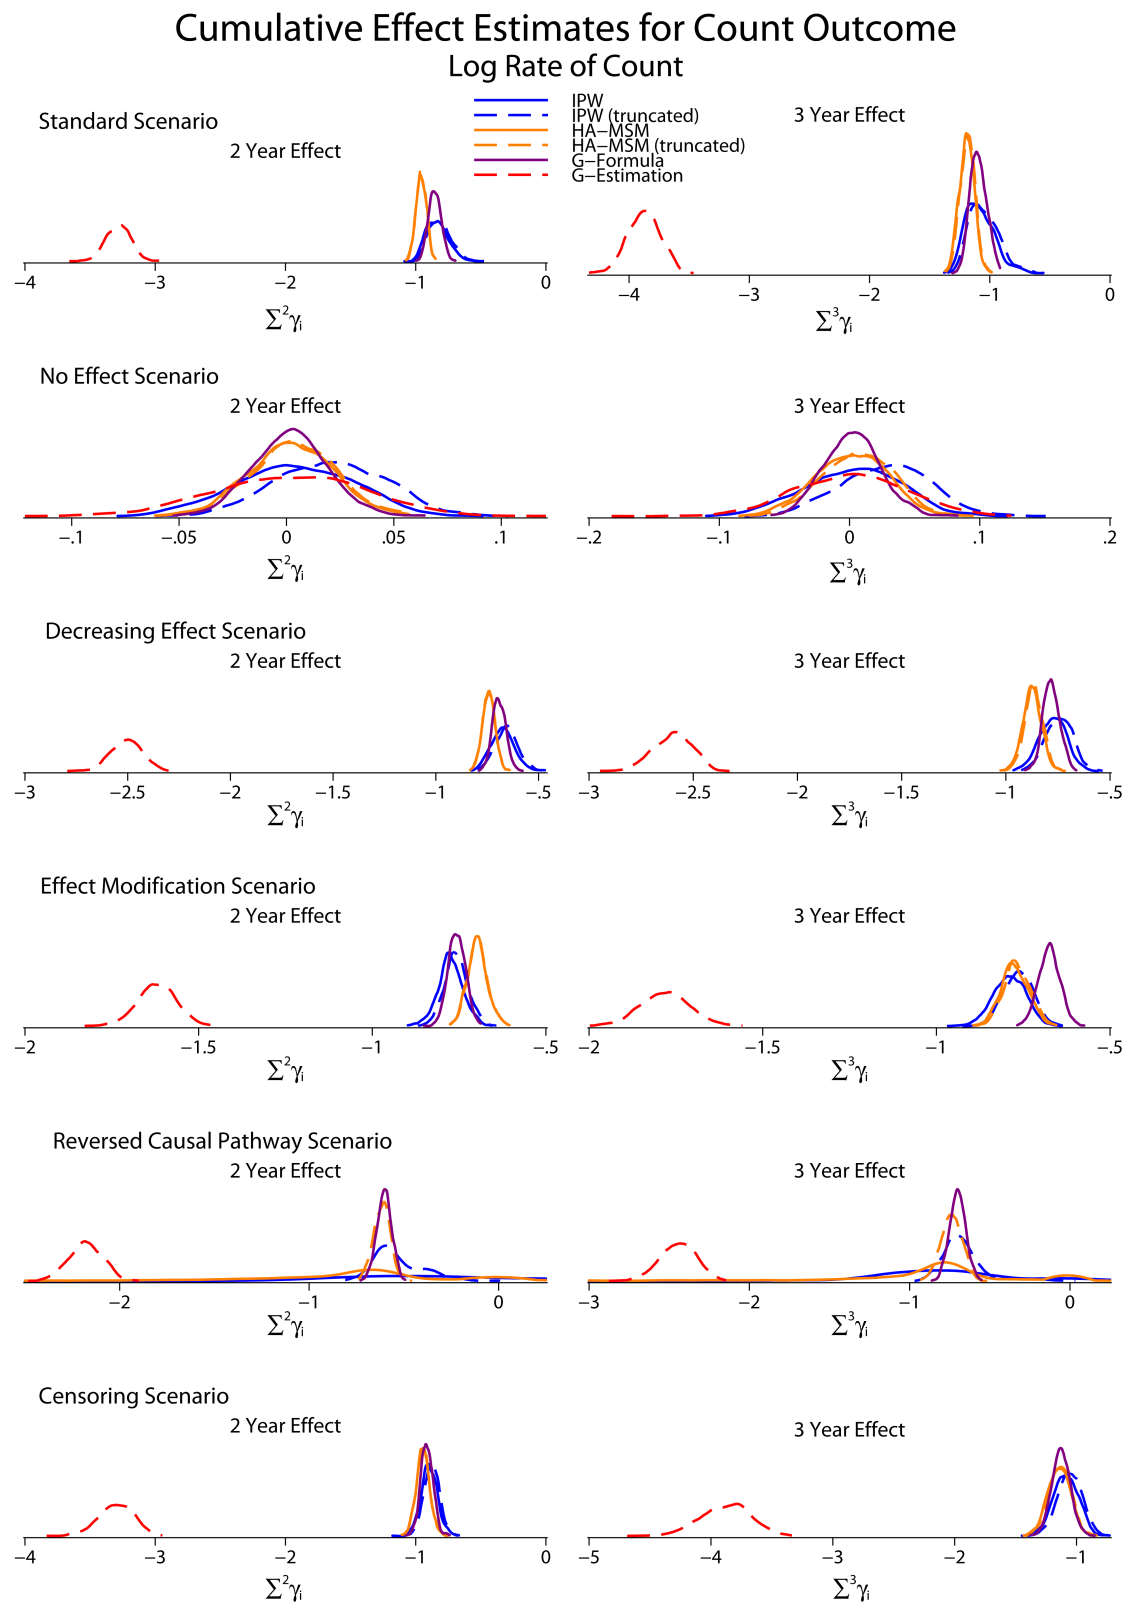 Cumulative Effect Estimates for Count Outcome
Log Rate of Count
IPW
IPW (truncated)
HA−MSM
HA−MSM (truncated)
G−Formula
G−Estimation
Standard Scenario
2 Year Effect
3 Year Effect
−4 −3 −2 −1 0
−4 −3 −2 −1 0
Σ²γᵢ
Σ³γᵢ
No Effect Scenario
2 Year Effect
3 Year Effect
−.1 −.05 0 .05 .1
−.2 −.1 0 .1 .2
Σ²γᵢ
Σ³γᵢ
Decreasing Effect Scenario
2 Year Effect
3 Year Effect
−3 −2.5 −2 −1.5 −1 −.5
−3 −2.5 −2 −1.5 −1 −.5
Σ²γᵢ
Σ³γᵢ
Effect Modification Scenario
2 Year Effect
3 Year Effect
−2 −1.5 −1 −.5
−2 −1.5 −1 −.5
Σ²γᵢ
Σ³γᵢ
Reversed Causal Pathway Scenario
2 Year Effect
3 Year Effect
−2 −1 0
−3 −2 −1 0
Σ²γᵢ
Σ³γᵢ
Censoring Scenario
2 Year Effect
3 Year Effect
−4 −3 −2 −1 0
−5 −4 −3 −2 −1
Σ²γᵢ
Σ³γᵢ